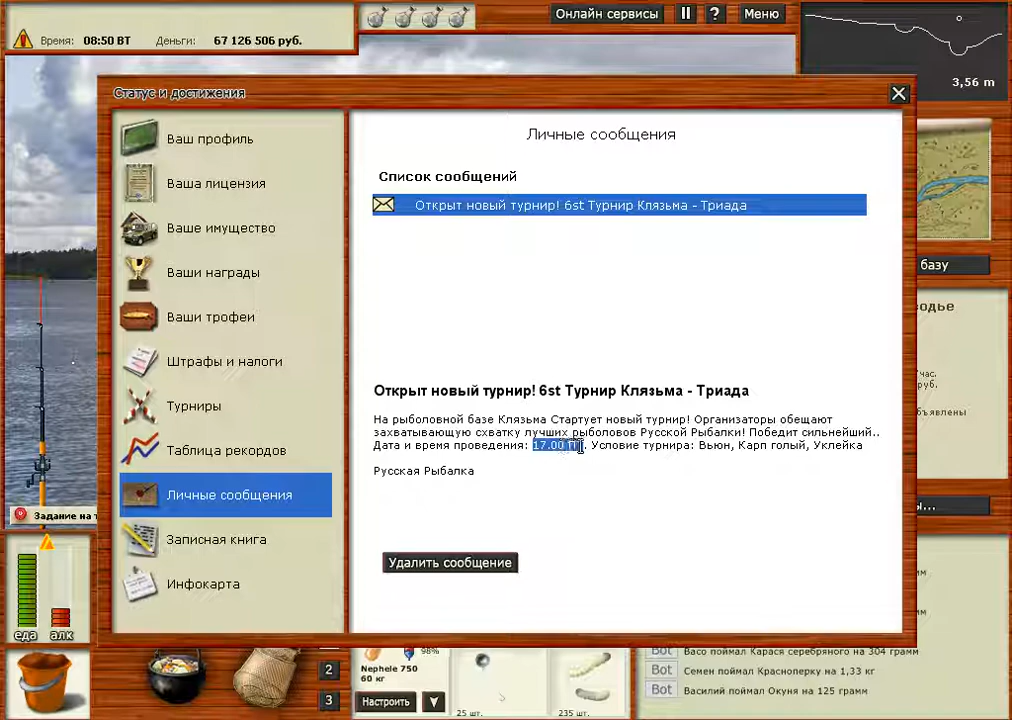 Время: 08:50 ВТ Деньги: 67 126 506 руб.
Онлайн сервисы
?
Меню
3,56 m
Статус и достижения
Ваш профиль
Ваша лицензия
Ваше имущество
Ваши награды
Ваши трофеи
Штрафы и налоги
Турниры
Таблица рекордов
Личные сообщения
Записная книга
Инфокарта
Личные сообщения
Список сообщений
Открыт новый турнир! 6st Турнир Клязьма - Триада
Открыт новый турнир! 6st Турнир Клязьма - Триада
На рыболовной базе Клязьма Стартует новый турнир! Организаторы обещают
захватывающую схватку лучших рыболовов Русской Рыбалки! Победит сильнейший..
Дата и время проведения: 17.00 ПТ. Условие турнира: Вьюн, Карп голый, Уклейка
Русская Рыбалка
Удалить сообщение
базу
одье
час.
руб.
объявлены
ы...
Задание на т
еда алк
2
3
98%
Nephele 750
60 кг
Настроить
25 шт.
235 шт.
Bot Васо поймал Карася серебряного на 304 грамм
Bot Семен поймал Красноперку на 1,33 кг
Bot Василий поймал Окуня на 125 грамм